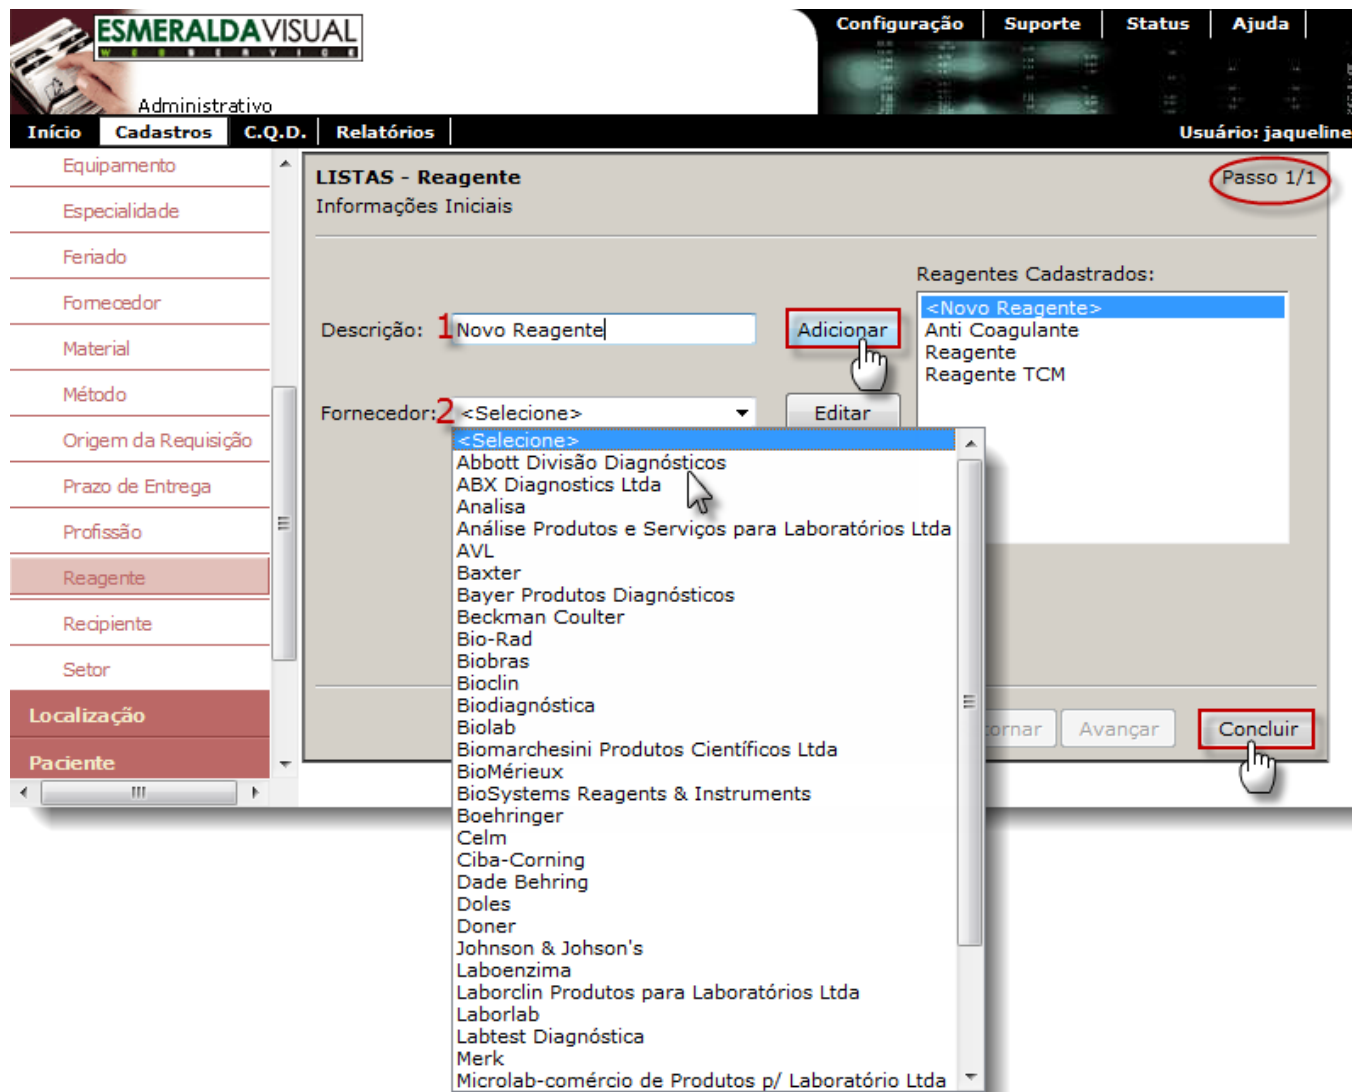 ESMERALDAVISUAL
WEBSERVICE
Administrativo
Configuração Suporte Status Ajuda
Início Cadastros C.Q.D. Relatórios
Usuário: jaqueline
Equipamento
Especialidade
Feriado
Fornecedor
Material
Método
Origem da Requisição
Prazo de Entrega
Profissão
Reagente
Recipiente
Setor
Localização
Paciente
LISTAS - Reagente
Passo 1/1
Informações Iniciais
Descrição: 1 Novo Reagente
Adicionar
Fornecedor: 2 <Selecione>
Editar
Reagentes Cadastrados:
<Novo Reagente>
Anti Coagulante
Reagente
Reagente TCM
<Selecione>
Abbott Divisão Diagnósticos
ABX Diagnostics Ltda
Analisa
Análise Produtos e Serviços para Laboratórios Ltda
AVL
Baxter
Bayer Produtos Diagnósticos
Beckman Coulter
Bio-Rad
Biobras
Bioclin
Biodiagnóstica
Biolab
Biomarchesini Produtos Científicos Ltda
BioMérieux
BioSystems Reagents & Instruments
Boehringer
Celm
Ciba-Corning
Dade Behring
Doles
Doner
Johnson & Johson's
Laboenzima
Laborclin Produtos para Laboratórios Ltda
Laborlab
Labtest Diagnóstica
Merk
Microlab-comércio de Produtos p/ Laboratório Ltda
ornar
Avançar
Concluir